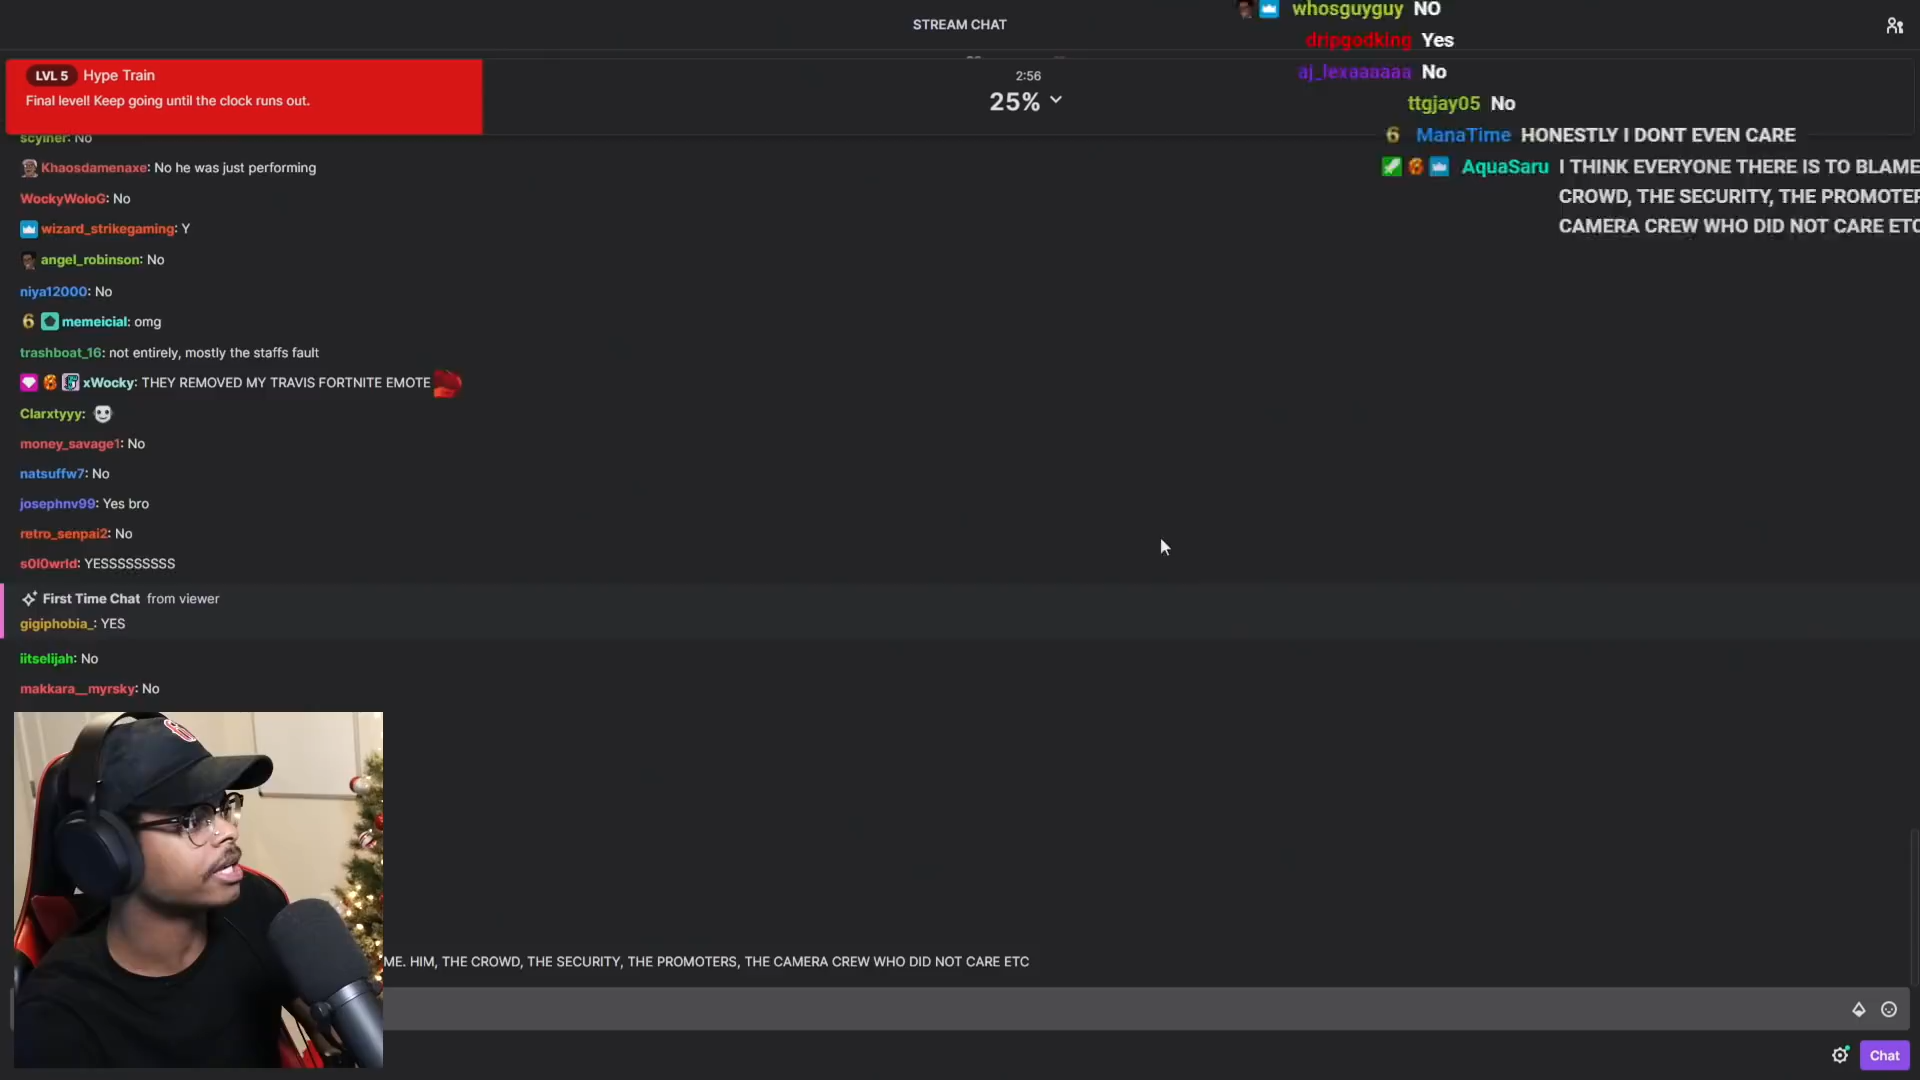 STREAM CHAT
whosguyguy NO
dripgodking Yes
aj_lexaaaaaa No
ttgjay05 No
6 ManaTime HONESTLY I DONT EVEN CARE
AquaSaru I THINK EVERYONE THERE IS TO BLAME
CROWD, THE SECURITY, THE PROMOTER
CAMERA CREW WHO DID NOT CARE ETC
LVL 5 Hype Train
Final level! Keep going until the clock runs out.
2:56
25%
scyiner: No
Khaosdamenaxe: No he was just performing
WockyWoloG: No
wizard_strikegaming: Y
angel_robinson: No
niya12000: No
6 memeicial: omg
trashboat_16: not entirely, mostly the staffs fault
xWocky: THEY REMOVED MY TRAVIS FORTNITE EMOTE
Clarxtyyy:
money_savage1: No
natsuffw7: No
josephnv99: Yes bro
retro_senpai2: No
s0l0wrld: YESSSSSSSSS
First Time Chat from viewer
gigiphobia_: YES
iitselijah: No
makkara__myrsky: No
ME. HIM, THE CROWD, THE SECURITY, THE PROMOTERS, THE CAMERA CREW WHO DID NOT CARE ETC
Chat